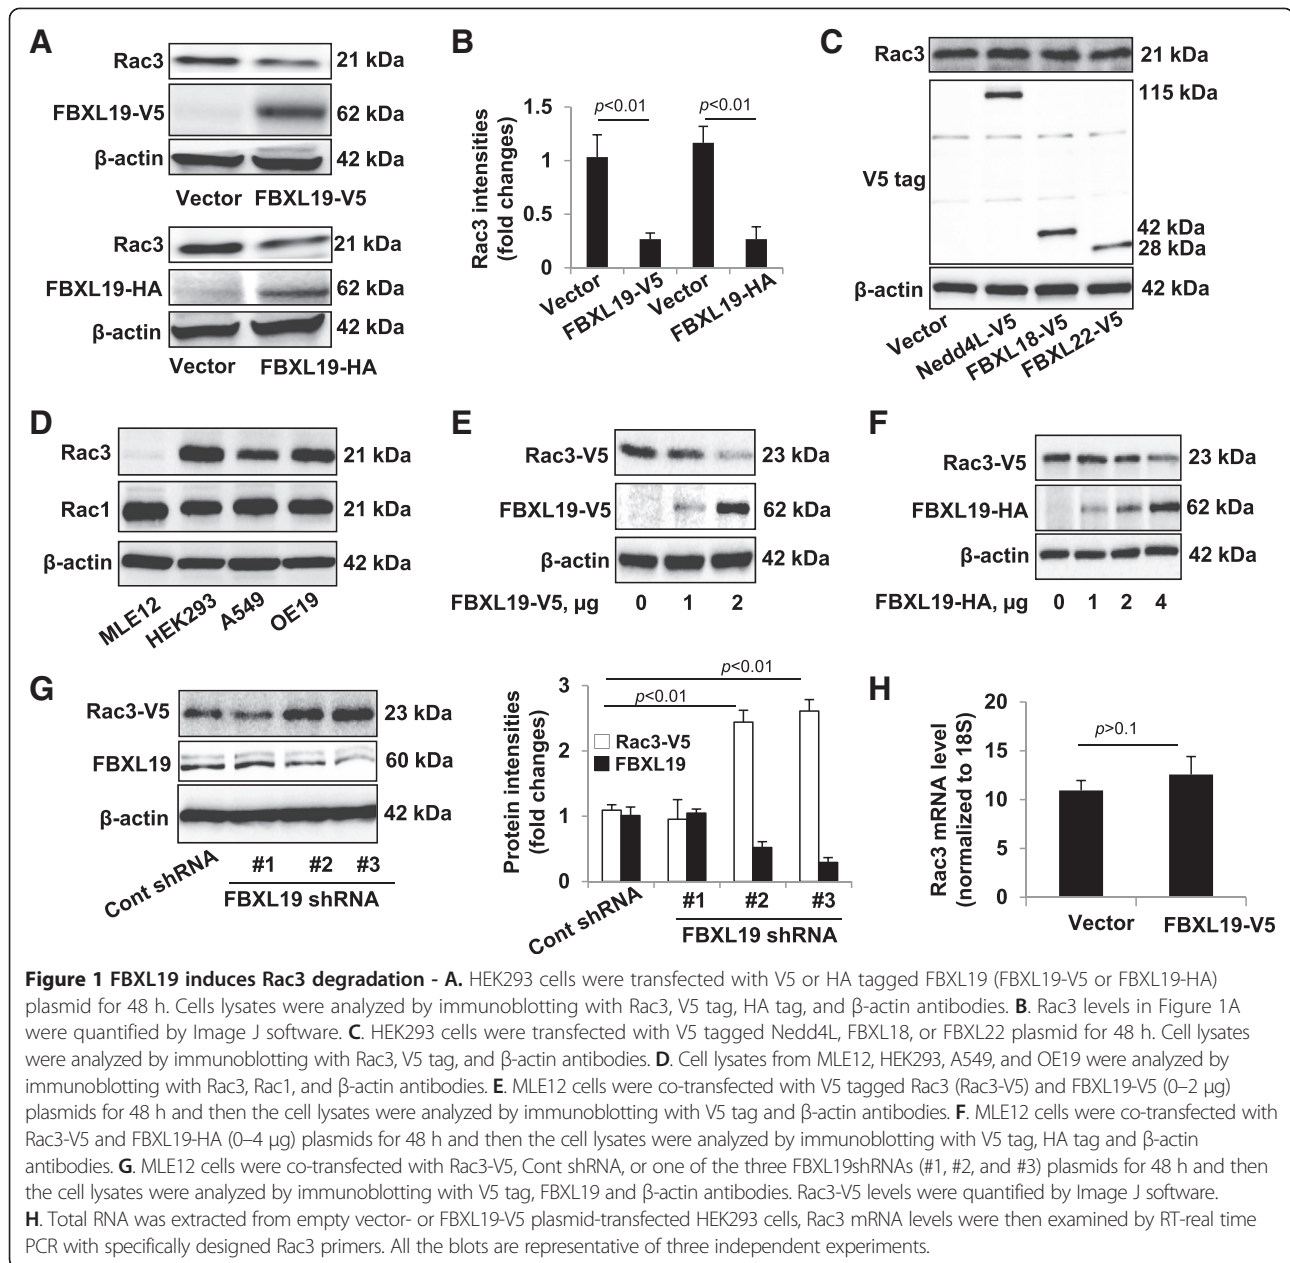 A
Rac3 21 kDa
FBXL19-V5 62 kDa
β-actin 42 kDa
Vector FBXL19-V5
Rac3 21 kDa
FBXL19-HA 62 kDa
β-actin 42 kDa
Vector FBXL19-HA
B
Rac3 intensities
(fold changes)
1.5
1
0.5
0
p<0.01 p<0.01
Vector FBXL19-V5 Vector FBXL19-HA
C
Rac3 21 kDa
115 kDa
V5 tag
42 kDa
28 kDa
β-actin 42 kDa
Vector Nedd4L-V5 FBXL18-V5 FBXL22-V5
D
Rac3 21 kDa
Rac1 21 kDa
β-actin 42 kDa
MLE12 HEK293 A549 OE19
E
Rac3-V5 23 kDa
FBXL19-V5 62 kDa
β-actin 42 kDa
FBXL19-V5, µg 0 1 2
F
Rac3-V5 23 kDa
FBXL19-HA 62 kDa
β-actin 42 kDa
FBXL19-HA, µg 0 1 2 4
G
Rac3-V5 23 kDa
FBXL19 60 kDa
β-actin 42 kDa
Cont shRNA #1 #2 #3
FBXL19 shRNA
Protein intensities
(fold changes)
3
2
1
0
p<0.01
p<0.01
Rac3-V5
FBXL19
Cont shRNA #1 #2 #3
FBXL19 shRNA
H
Rac3 mRNA level
(normalized to 18S)
20
15
10
5
0
p>0.1
Vector FBXL19-V5
Figure 1 FBXL19 induces Rac3 degradation - A. HEK293 cells were transfected with V5 or HA tagged FBXL19 (FBXL19-V5 or FBXL19-HA)
plasmid for 48 h. Cells lysates were analyzed by immunoblotting with Rac3, V5 tag, HA tag, and β-actin antibodies. B. Rac3 levels in Figure 1A
were quantified by Image J software. C. HEK293 cells were transfected with V5 tagged Nedd4L, FBXL18, or FBXL22 plasmid for 48 h. Cell lysates
were analyzed by immunoblotting with Rac3, V5 tag, and β-actin antibodies. D. Cell lysates from MLE12, HEK293, A549, and OE19 were analyzed by
immunoblotting with Rac3, Rac1, and β-actin antibodies. E. MLE12 cells were co-transfected with V5 tagged Rac3 (Rac3-V5) and FBXL19-V5 (0–2 µg)
plasmids for 48 h and then the cell lysates were analyzed by immunoblotting with V5 tag and β-actin antibodies. F. MLE12 cells were co-transfected with
Rac3-V5 and FBXL19-HA (0–4 µg) plasmids for 48 h and then the cell lysates were analyzed by immunoblotting with V5 tag, HA tag and β-actin
antibodies. G. MLE12 cells were co-transfected with Rac3-V5, Cont shRNA, or one of the three FBXL19shRNAs (#1, #2, and #3) plasmids for 48 h and then
the cell lysates were analyzed by immunoblotting with V5 tag, FBXL19 and β-actin antibodies. Rac3-V5 levels were quantified by Image J software.
H. Total RNA was extracted from empty vector- or FBXL19-V5 plasmid-transfected HEK293 cells, Rac3 mRNA levels were then examined by RT-real time
PCR with specifically designed Rac3 primers. All the blots are representative of three independent experiments.